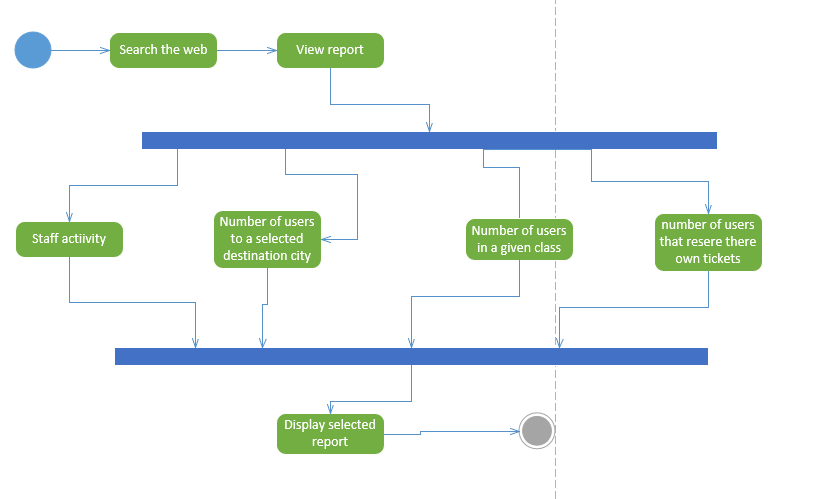 Search the web
View report
Staff actiivity
Number of users
to a selected
destination city
Number of users
in a given class
number of users
that resere there
own tickets
Display selected
report